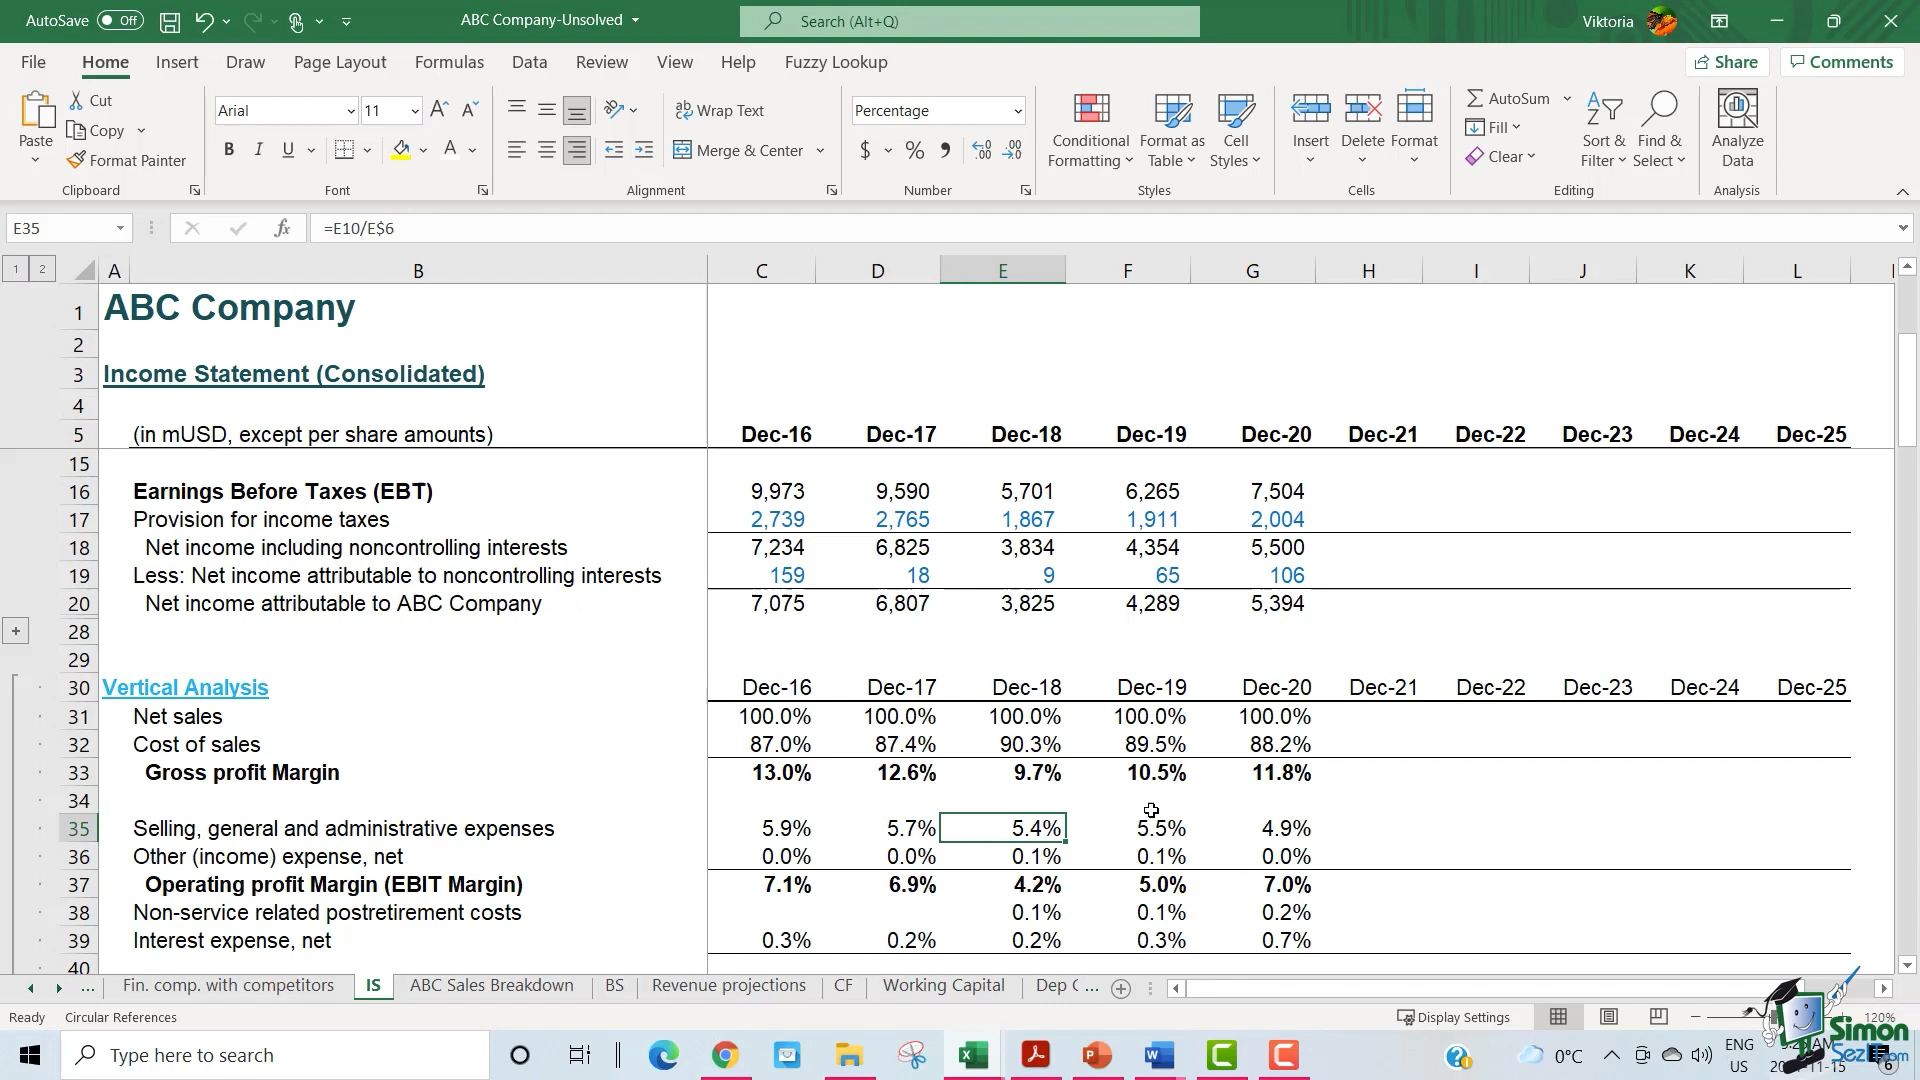 AutoSave Off ABC Company-Unsolved Search (Alt+Q) Viktoria
File Home Insert Draw Page Layout Formulas Data Review View Help Fuzzy Lookup Share Comments
Paste Cut Copy Format Painter Clipboard
Arial 11 A A B I U A Font
ab Wrap Text Merge & Center Alignment
Percentage $ % 9 Number
Conditional Formatting Format as Table Cell Styles Styles
Insert Delete Format Cells
AutoSum Fill Clear Sort & Filter Find & Select Editing
Analyze Data Analysis
E35 fx =E10/E$6
1 2 A B C D E F G H I J K L
1 ABC Company
2
3 Income Statement (Consolidated)
4
5 (in mUSD, except per share amounts) Dec-16 Dec-17 Dec-18 Dec-19 Dec-20 Dec-21 Dec-22 Dec-23 Dec-24 Dec-25
15
16 Earnings Before Taxes (EBT) 9,973 9,590 5,701 6,265 7,504
17 Provision for income taxes 2,739 2,765 1,867 1,911 2,004
18 Net income including noncontrolling interests 7,234 6,825 3,834 4,354 5,500
19 Less: Net income attributable to noncontrolling interests 159 18 9 65 106
20 Net income attributable to ABC Company 7,075 6,807 3,825 4,289 5,394
28
29
30 Vertical Analysis Dec-16 Dec-17 Dec-18 Dec-19 Dec-20 Dec-21 Dec-22 Dec-23 Dec-24 Dec-25
31 Net sales 100.0% 100.0% 100.0% 100.0% 100.0%
32 Cost of sales 87.0% 87.4% 90.3% 89.5% 88.2%
33 Gross profit Margin 13.0% 12.6% 9.7% 10.5% 11.8%
34
35 Selling, general and administrative expenses 5.9% 5.7% 5.4% 5.5% 4.9%
36 Other (income) expense, net 0.0% 0.0% 0.1% 0.1% 0.0%
37 Operating profit Margin (EBIT Margin) 7.1% 6.9% 4.2% 5.0% 7.0%
38 Non-service related postretirement costs 0.1% 0.1% 0.2%
39 Interest expense, net 0.3% 0.2% 0.2% 0.3% 0.7%
40
... Fin. comp. with competitors IS ABC Sales Breakdown BS Revenue projections CF Working Capital Dep C ...
Ready Circular References Display Settings 120%
Type here to search 0°C ENG US 6
Simon Sez IT.com